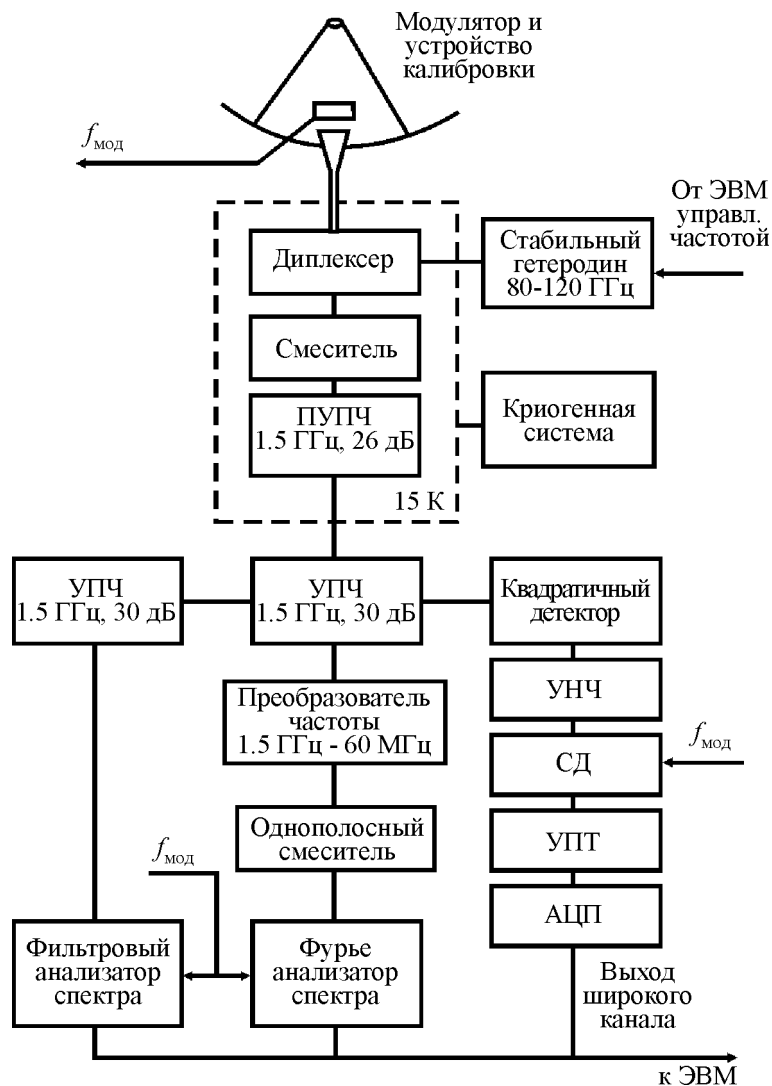 Модулятор и
устройство
калибровки
fмод
От ЭВМ
управл.
частотой
Диплексер
Стабильный
гетеродин
80-120 ГГц
Смеситель
ПУПЧ
1.5 ГГц, 26 дБ
Криогенная
система
15 К
УПЧ
1.5 ГГц, 30 дБ
УПЧ
1.5 ГГц, 30 дБ
Квадратичный
детектор
Преобразователь
частоты
1.5 ГГц - 60 МГц
УНЧ
СД
fмод
Однополосный
смеситель
УПТ
fмод
АЦП
Фильтровый
анализатор
спектра
Фурье
анализатор
спектра
Выход
широкого
канала
к ЭВМ